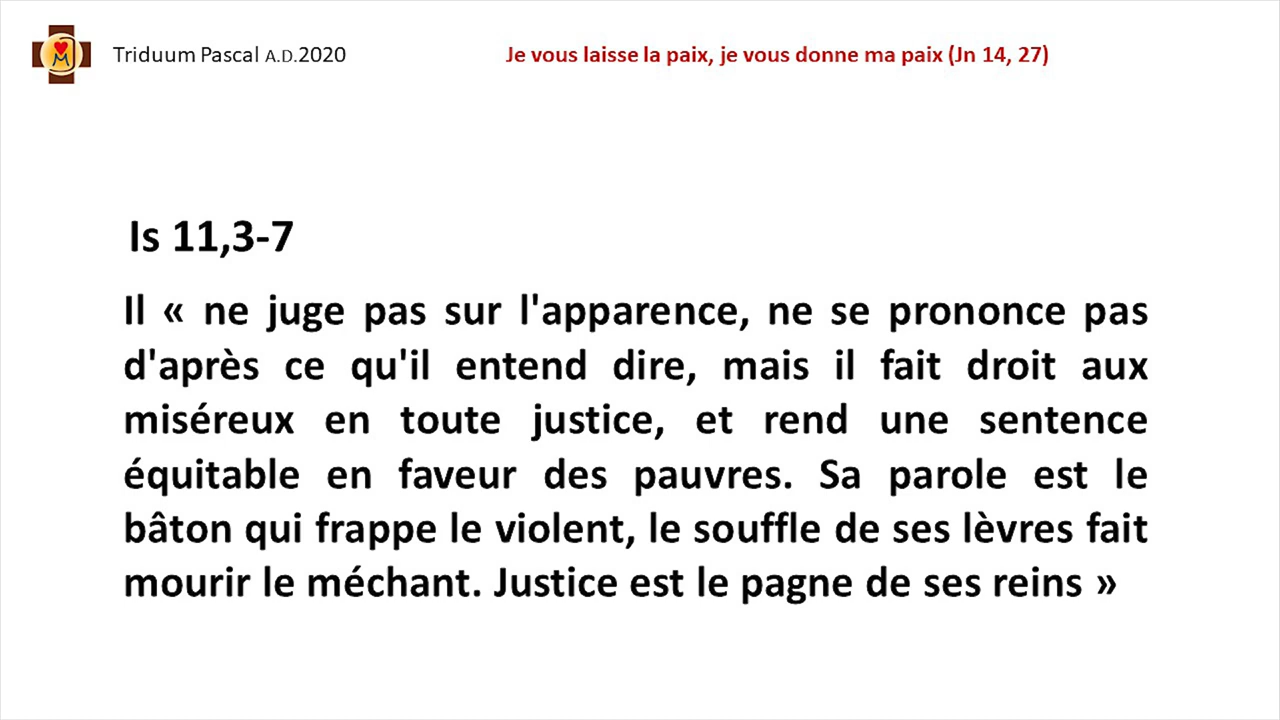 Triduum Pascal A.D.2020
Je vous laisse la paix, je vous donne ma paix (Jn 14, 27)
Is 11,3-7
Il « ne juge pas sur l'apparence, ne se prononce pas
d'après ce qu'il entend dire, mais il fait droit aux
miséreux en toute justice, et rend une sentence
équitable en faveur des pauvres. Sa parole est le
bâton qui frappe le violent, le souffle de ses lèvres fait
mourir le méchant. Justice est le pagne de ses reins »